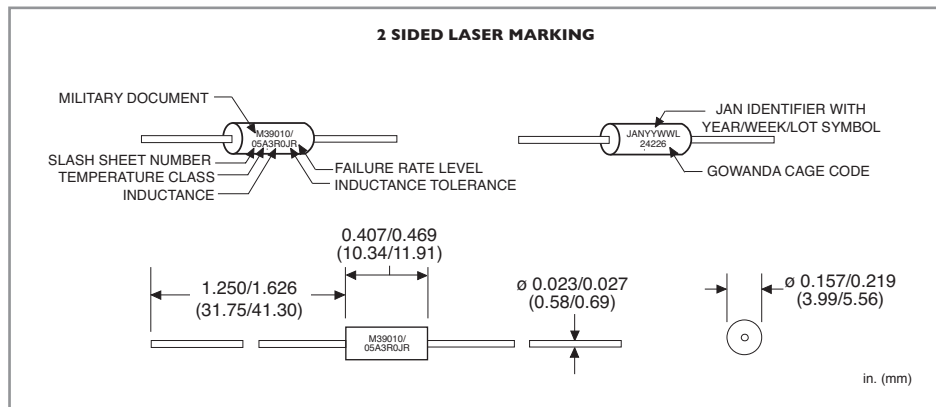 2 SIDED LASER MARKING
MILITARY DOCUMENT
M39010/
05A3R0JR
SLASH SHEET NUMBER
TEMPERATURE CLASS
INDUCTANCE
FAILURE RATE LEVEL
INDUCTANCE TOLERANCE
JANYYWWL
24226
JAN IDENTIFIER WITH
YEAR/WEEK/LOT SYMBOL
GOWANDA CAGE CODE
0.407/0.469
(10.34/11.91)
1.250/1.626
(31.75/41.30)
ø 0.023/0.027
(0.58/0.69)
ø 0.157/0.219
(3.99/5.56)
M39010/
05A3R0JR
in. (mm)